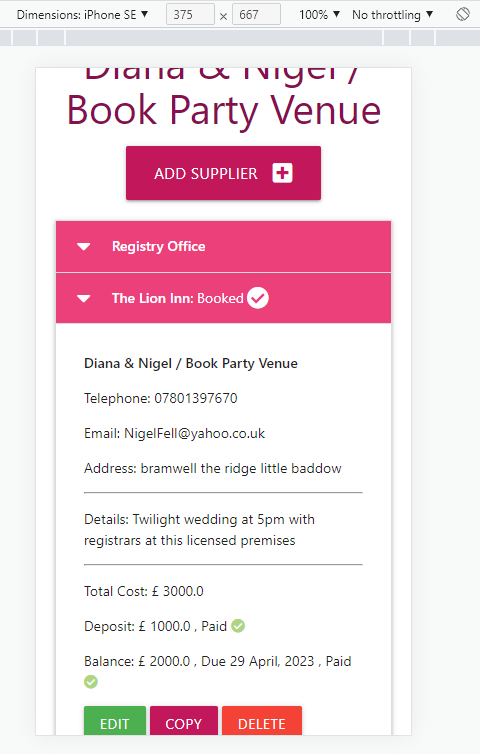 Dimensions: iPhone SE ▼ 375 × 667 100% ▼ No throttling ▼
Diana & Nigel /
Book Party Venue
ADD SUPPLIER
Registry Office
The Lion Inn: Booked
Diana & Nigel / Book Party Venue
Telephone: 07801397670
Email: NigelFell@yahoo.co.uk
Address: bramwell the ridge little baddow
Details: Twilight wedding at 5pm with
registrars at this licensed premises
Total Cost: £ 3000.0
Deposit: £ 1000.0 , Paid
Balance: £ 2000.0 , Due 29 April, 2023 , Paid
EDIT COPY DELETE